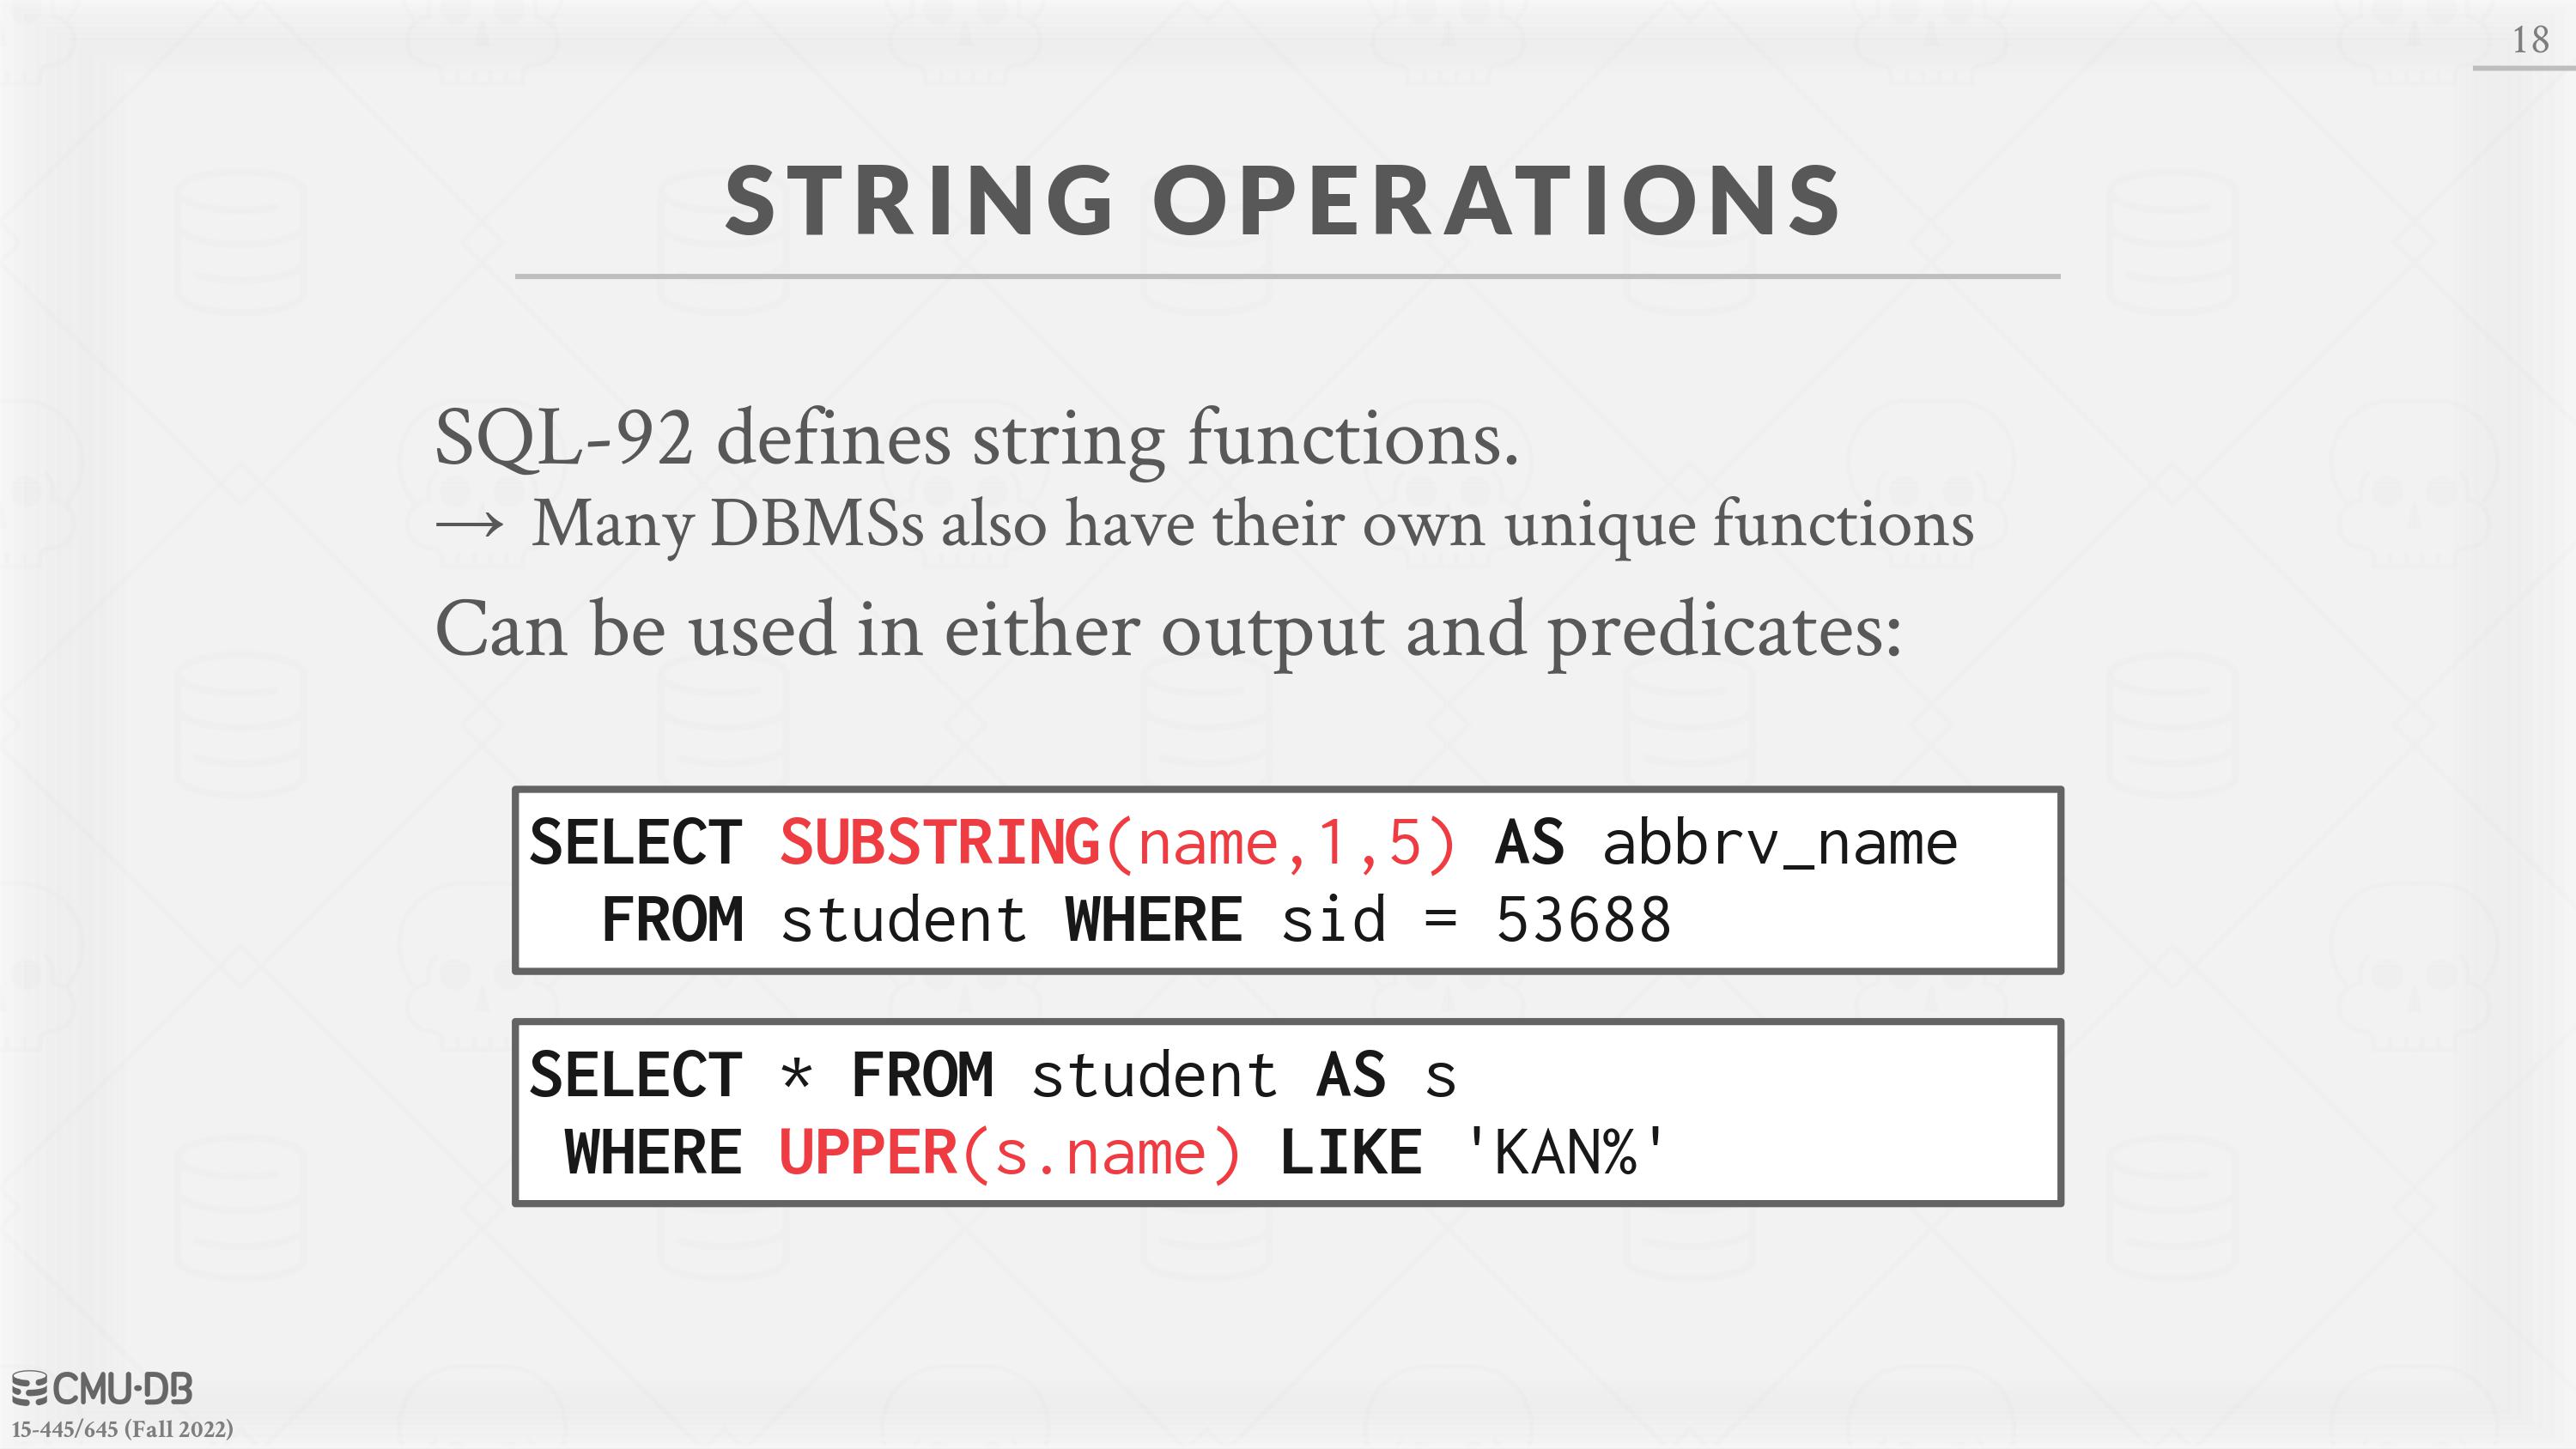 18
STRING OPERATIONS
SQL-92 defines string functions.
→ Many DBMSs also have their own unique functions
Can be used in either output and predicates:
SELECT SUBSTRING(name,1,5) AS abbrv_name
  FROM student WHERE sid = 53688
SELECT * FROM student AS s
 WHERE UPPER(s.name) LIKE 'KAN%'
CMU·DB
15-445/645 (Fall 2022)